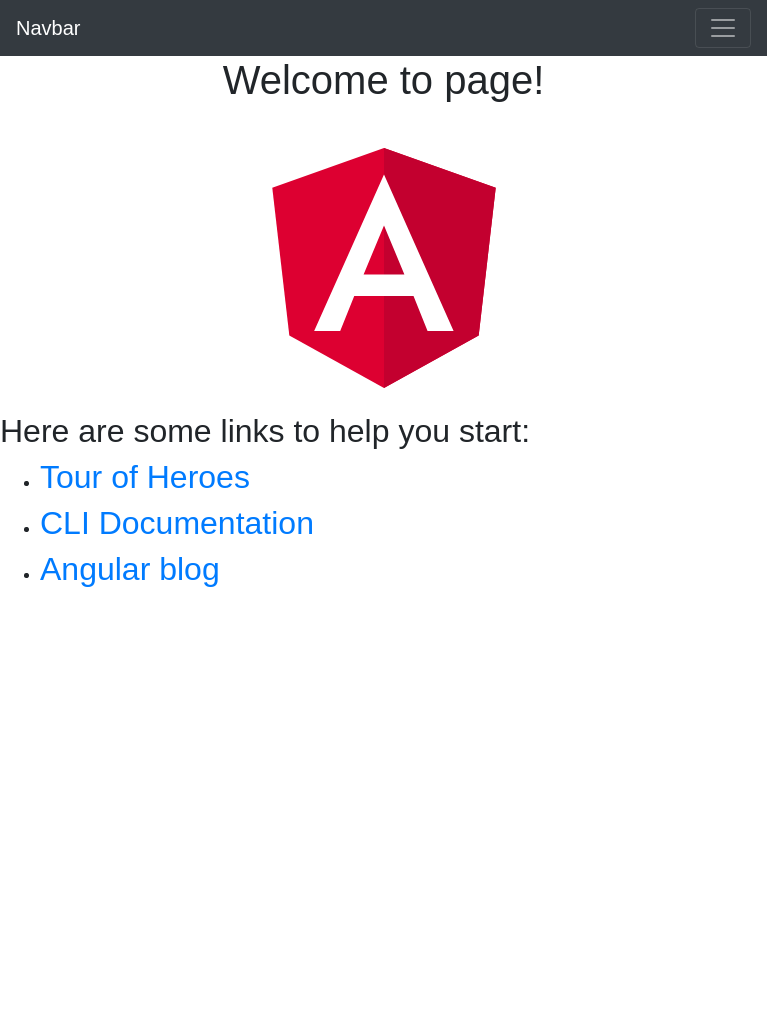 Navbar
Welcome to page!
A
Here are some links to help you start:
Tour of Heroes
CLI Documentation
Angular blog